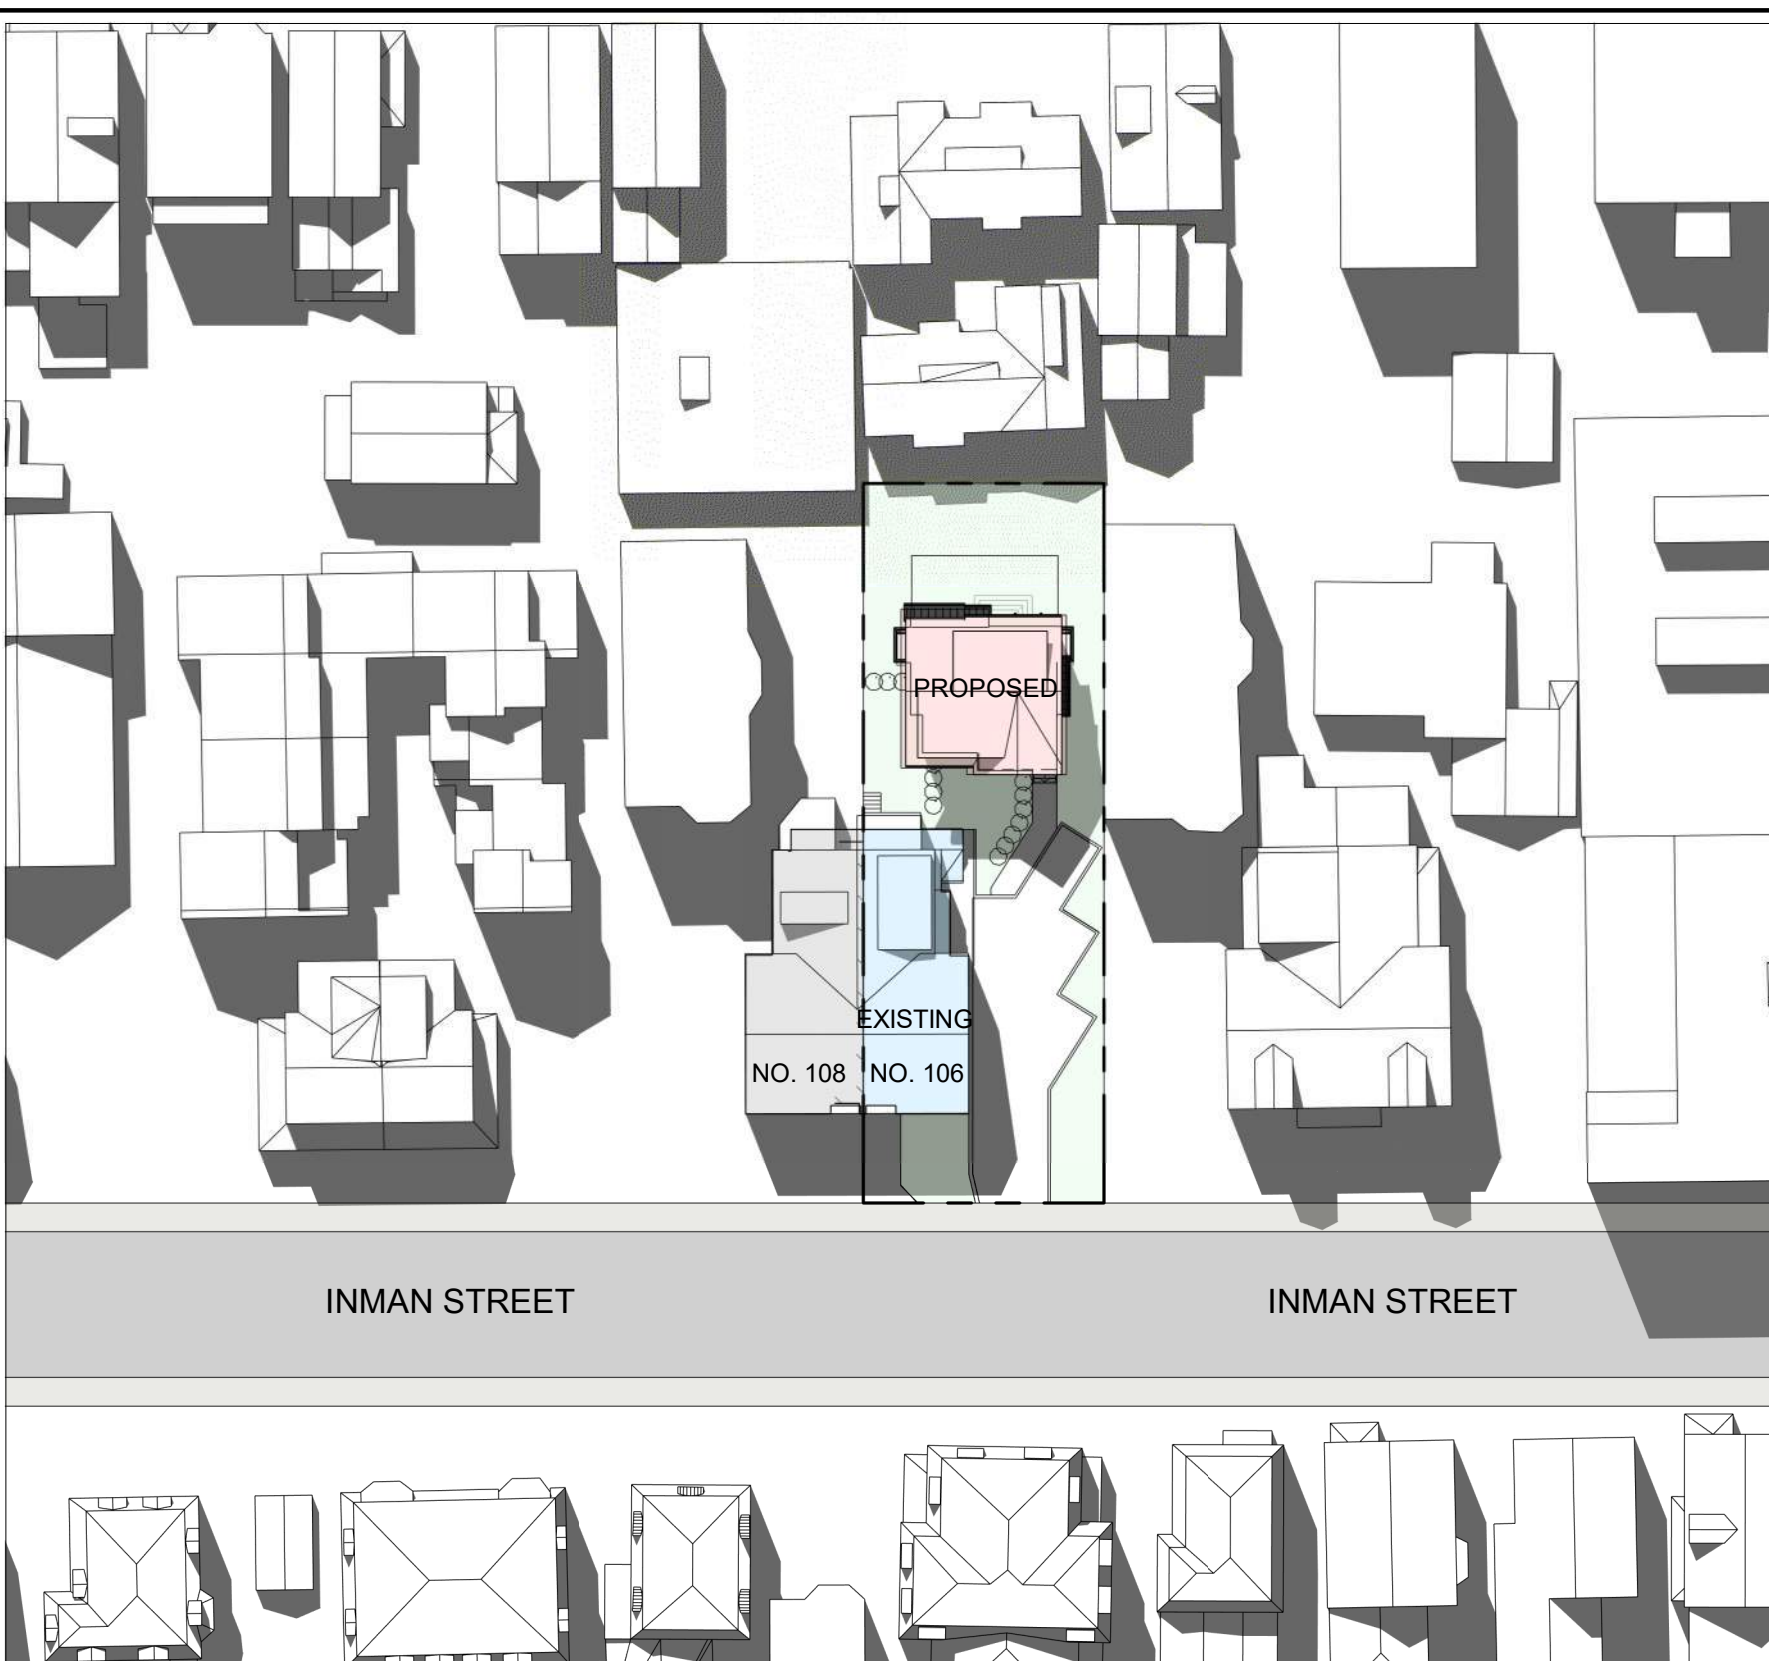 PROPOSED
EXISTING
NO. 108 NO. 106
INMAN STREET INMAN STREET